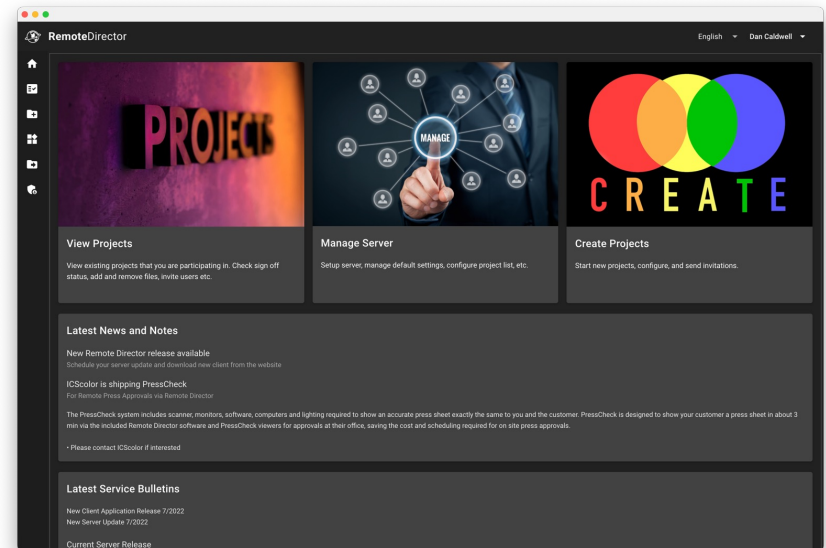 RemoteDirector
English
Dan Caldwell
PROJECTS
MANAGE
CREATE
View Projects
View existing projects that you are participating in. Check sign off
status, add and remove files, invite users etc.
Manage Server
Setup server, manage default settings, configure project list, etc.
Create Projects
Start new projects, configure, and send invitations.
Latest News and Notes
New Remote Director release available
Schedule your server update and download new client from the website
ICScolor is shipping PressCheck
For Remote Press Approvals via Remote Director
The PressCheck system includes scanner, monitors, software, computers and lighting required to show an accurate press sheet exactly the same to you and the customer. PressCheck is designed to show your customer a press sheet in about 3
min via the included Remote Director software and PressCheck viewers for approvals at their office, saving the cost and scheduling required for on site press approvals.
• Please contact ICScolor if interested
Latest Service Bulletins
New Client Application Release 7/2022
New Server Update 7/2022
Current Server Release